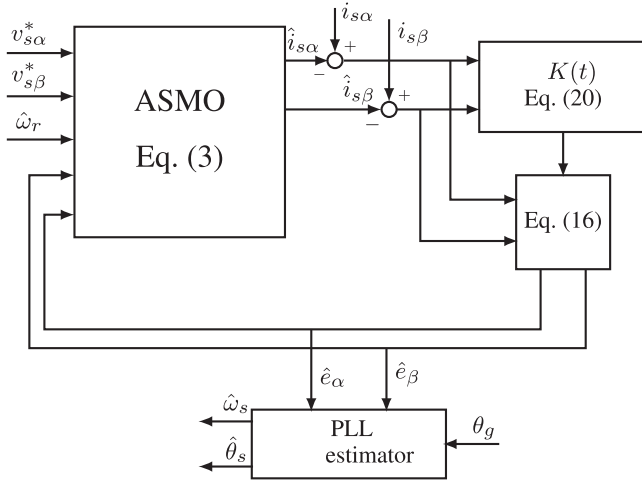 v*sα
v*sβ
ω̂r
ASMO
Eq. (3)
îsα
−
+
isα
îsβ
−
+
isβ
K(t)
Eq. (20)
Eq. (16)
êα
êβ
ω̂s
θ̂s
PLL
estimator
θg